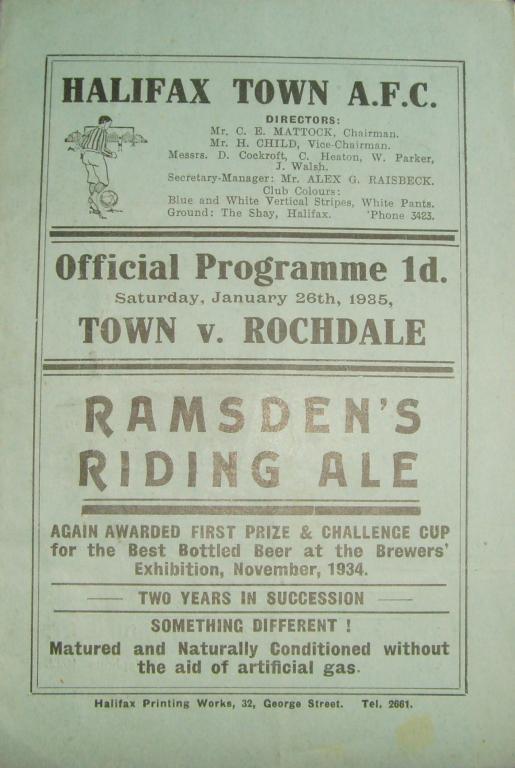 HALIFAX TOWN A.F.C.
DIRECTORS:
Mr. C. E. MATTOCK, Chairman.
Mr. H. CHILD, Vice-Chairman.
Messrs. D. Cockroft, C. Heaton, W. Parker,
J. Walsh.
Secretary-Manager: Mr. ALEX G. RAISBECK.
Club Colours:
Blue and White Vertical Stripes, White Pants.
Ground: The Shay, Halifax. 'Phone 3423.
Official Programme 1d.
Saturday, January 26th, 1935,
TOWN v. ROCHDALE
RAMSDEN'S
RIDING ALE
AGAIN AWARDED FIRST PRIZE & CHALLENGE CUP
for the Best Bottled Beer at the Brewers'
Exhibition, November, 1934.
TWO YEARS IN SUCCESSION
SOMETHING DIFFERENT !
Matured and Naturally Conditioned without
the aid of artificial gas.
Halifax Printing Works, 32, George Street. Tel. 2661.